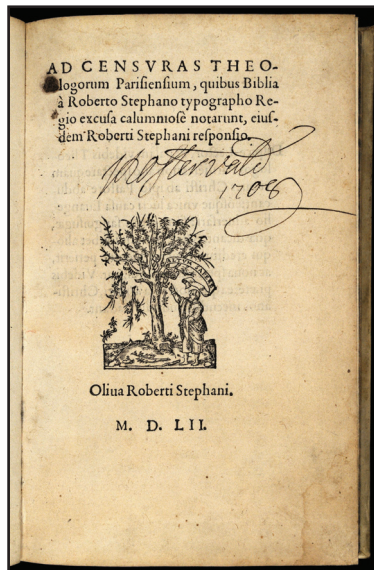 AD CENSVRAS THEO-
logorum Parisiensium, quibus Biblia
à Roberto Stephano typographo Re-
gio excusa calumniosè notarunt, eius-
dem Roberti Stephani responsio.
1708
Oliua Roberti Stephani.
M. D. LII.